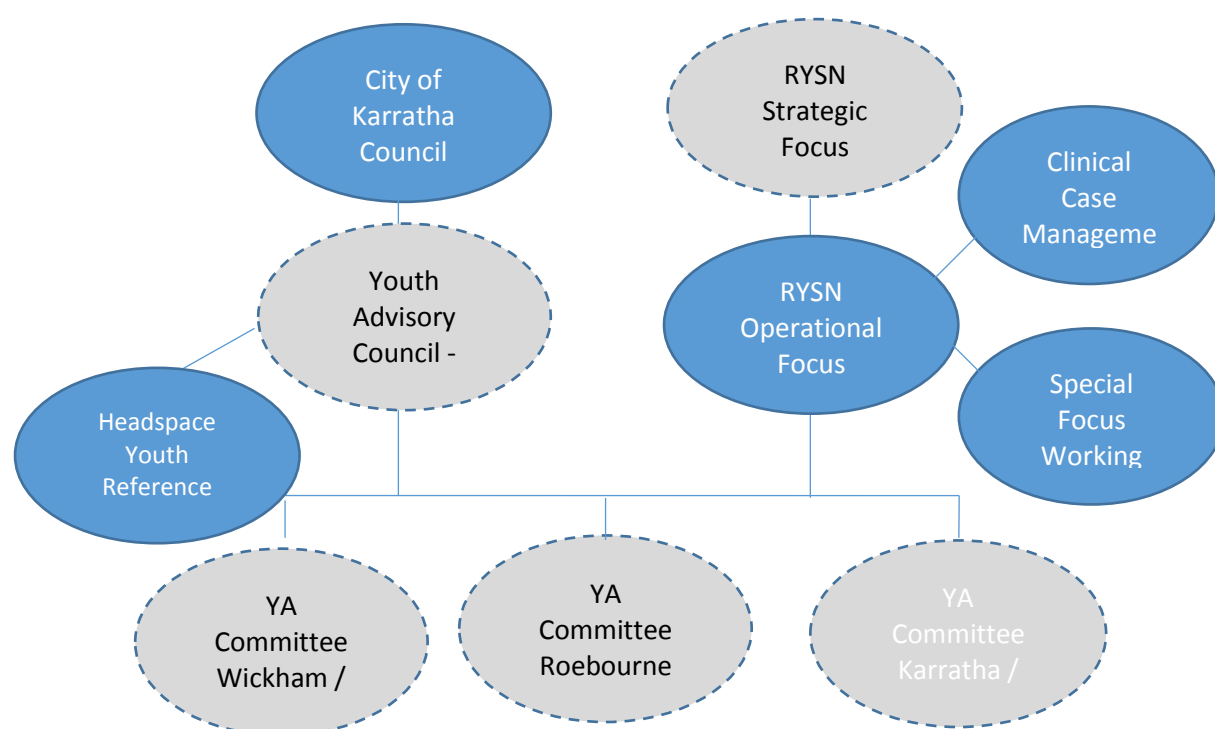 City of
Karratha
Council
RYSN
Strategic
Focus
Clinical
Case
Manageme
Youth
Advisory
Council -
RYSN
Operational
Focus
Headspace
Youth
Reference
Special
Focus
Working
YA
Committee
Wickham /
YA
Committee
Roebourne
YA
Committee
Karratha /